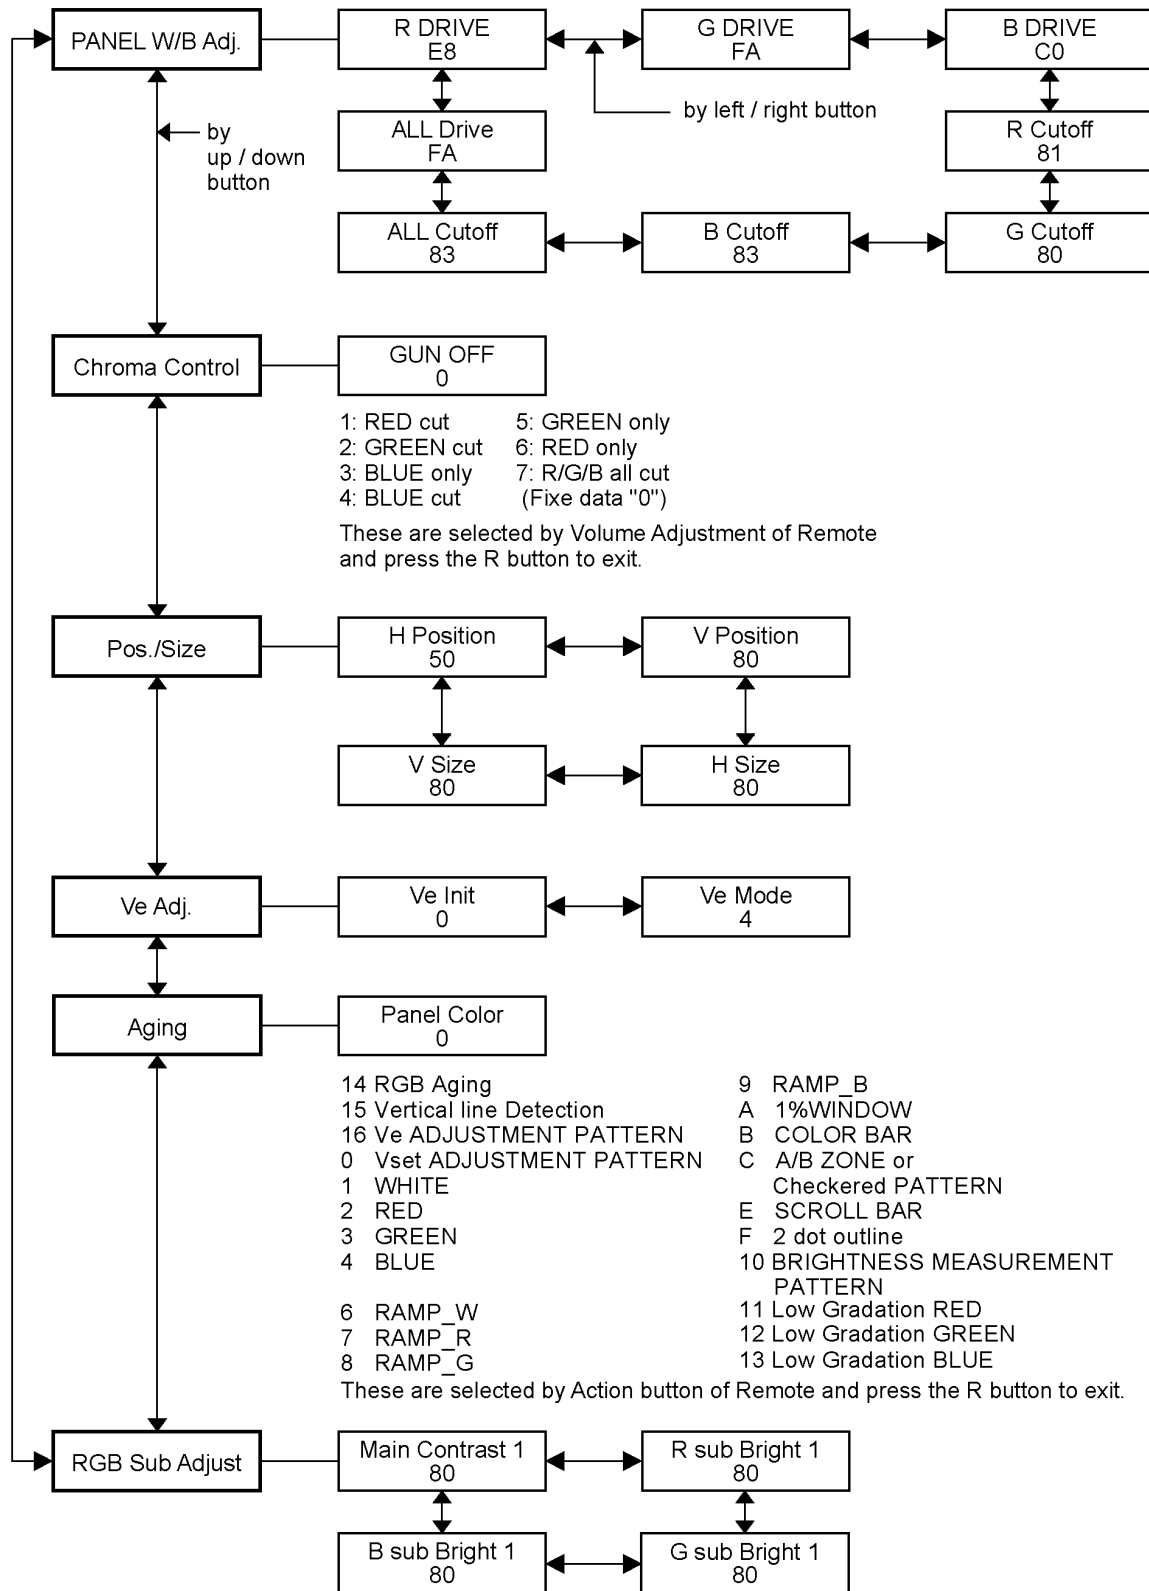 PANEL W/B Adj.
R DRIVE
E8
G DRIVE
FA
B DRIVE
C0
by left / right button
by
up / down
button
ALL Drive
FA
R Cutoff
81
ALL Cutoff
83
B Cutoff
83
G Cutoff
80
Chroma Control
GUN OFF
0
1: RED cut 5: GREEN only
2: GREEN cut 6: RED only
3: BLUE only 7: R/G/B all cut
4: BLUE cut (Fixe data "0")
These are selected by Volume Adjustment of Remote
and press the R button to exit.
Pos./Size
H Position
50
V Position
80
V Size
80
H Size
80
Ve Adj.
Ve Init
0
Ve Mode
4
Aging
Panel Color
0
14 RGB Aging
15 Vertical line Detection
16 Ve ADJUSTMENT PATTERN
0 Vset ADJUSTMENT PATTERN
1 WHITE
2 RED
3 GREEN
4 BLUE
6 RAMP_W
7 RAMP_R
8 RAMP_G
9 RAMP_B
A 1%WINDOW
B COLOR BAR
C A/B ZONE or
Checkered PATTERN
E SCROLL BAR
F 2 dot outline
10 BRIGHTNESS MEASUREMENT
PATTERN
11 Low Gradation RED
12 Low Gradation GREEN
13 Low Gradation BLUE
These are selected by Action button of Remote and press the R button to exit.
RGB Sub Adjust
Main Contrast 1
80
R sub Bright 1
80
B sub Bright 1
80
G sub Bright 1
80